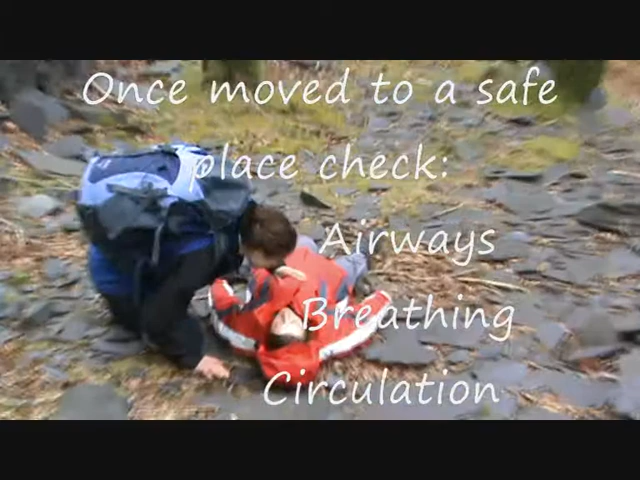 Once moved to a safe
place check:
Airways
Breathing
Circulation